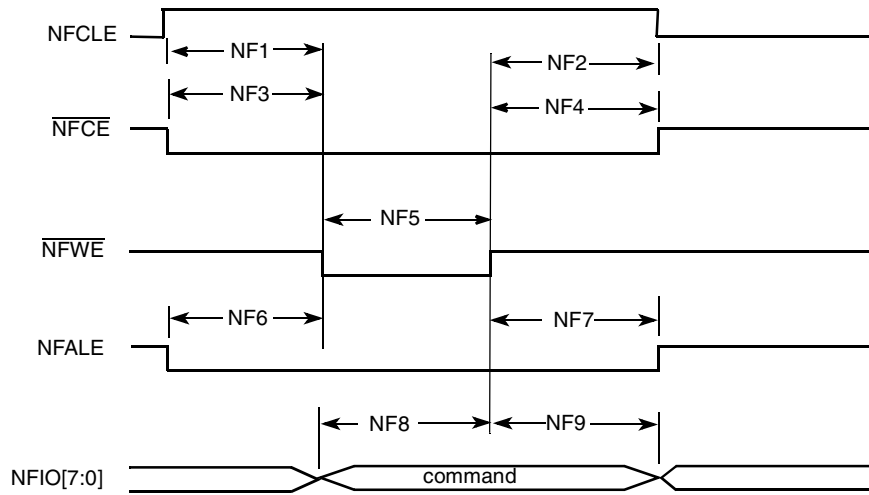 NFCLE
NF1
NF2
NF3
NF4
NFCE
NF5
NFWE
NF6
NF7
NFALE
NF8
NF9
NFIO[7:0]
command